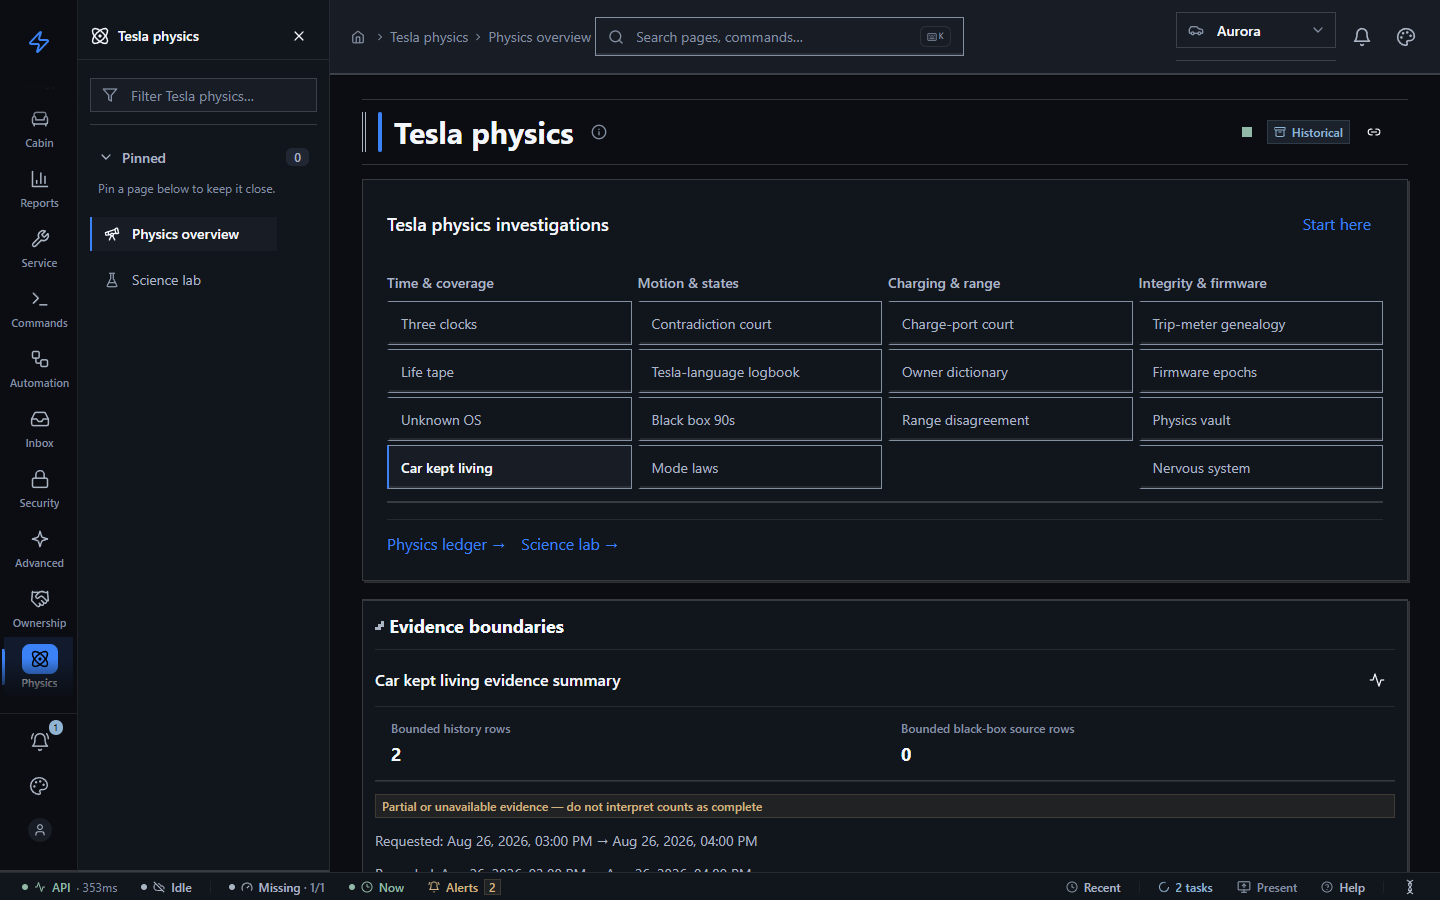 Tesla physics
Tesla physics
Physics overview
Search pages, commands...
K
Aurora
Filter Tesla physics...
Cabin
Reports
Service
Commands
Automation
Inbox
Security
Advanced
Ownership
Physics
1
Pinned
0
Pin a page below to keep it close.
Physics overview
Science lab
Tesla physics
Historical
Tesla physics investigations
Start here
Time & coverage
Motion & states
Charging & range
Integrity & firmware
Three clocks
Contradiction court
Charge-port court
Trip-meter genealogy
Life tape
Tesla-language logbook
Owner dictionary
Firmware epochs
Unknown OS
Black box 90s
Range disagreement
Physics vault
Car kept living
Mode laws
Nervous system
Physics ledger →
Science lab →
Evidence boundaries
Car kept living evidence summary
Bounded history rows
2
Bounded black-box source rows
0
Partial or unavailable evidence — do not interpret counts as complete
Requested: Aug 26, 2026, 03:00 PM → Aug 26, 2026, 04:00 PM
API · 353ms
Idle
Missing · 1/1
Now
Alerts 2
Recent
2 tasks
Present
Help